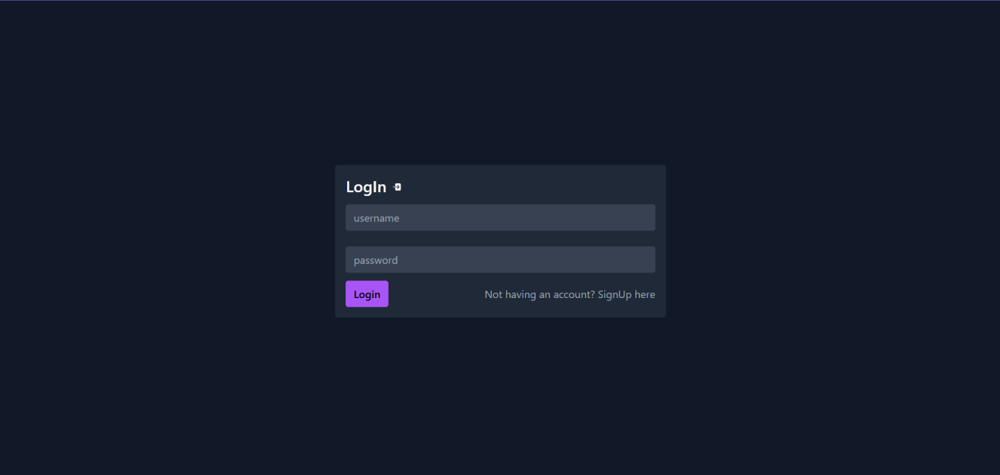 LogIn
username
password
Login
Not having an account? SignUp here